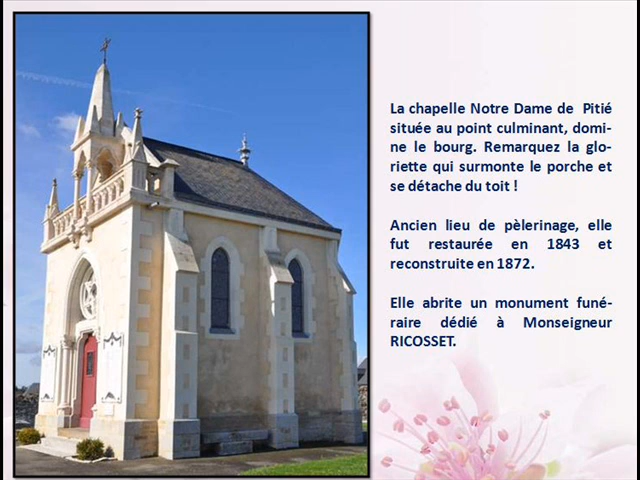 La chapelle Notre Dame de Pitié
située au point culminant, domi-
ne le bourg. Remarquez la glo-
riette qui surmonte le porche et
se détache du toit !
Ancien lieu de pèlerinage, elle
fut restaurée en 1843 et
reconstruite en 1872.
Elle abrite un monument funé-
raire dédié à Monseigneur
RICOSSET.